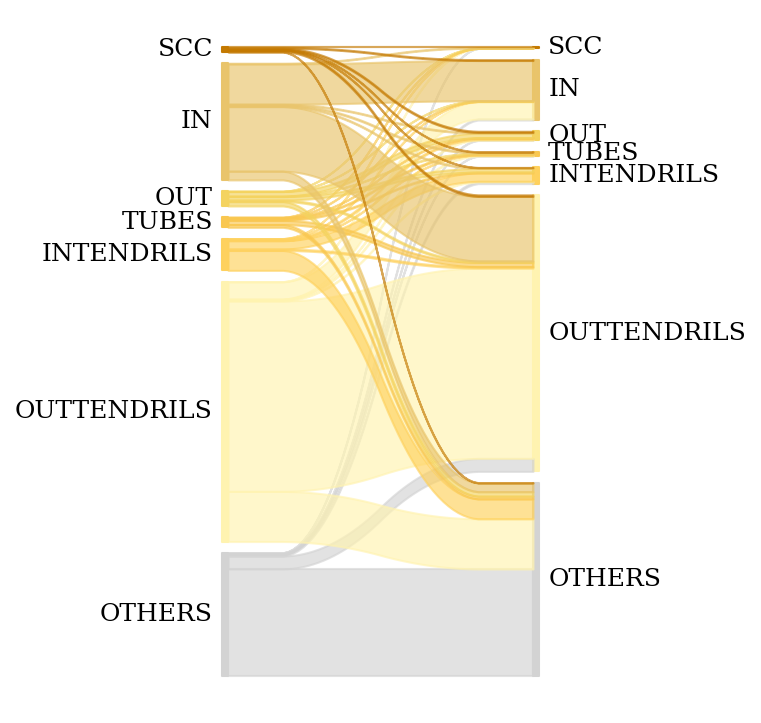 SCC
IN
OUT
TUBES
INTENDRILS
OUTTENDRILS
OTHERS
SCC
IN
OUT
TUBES
INTENDRILS
OUTTENDRILS
OTHERS